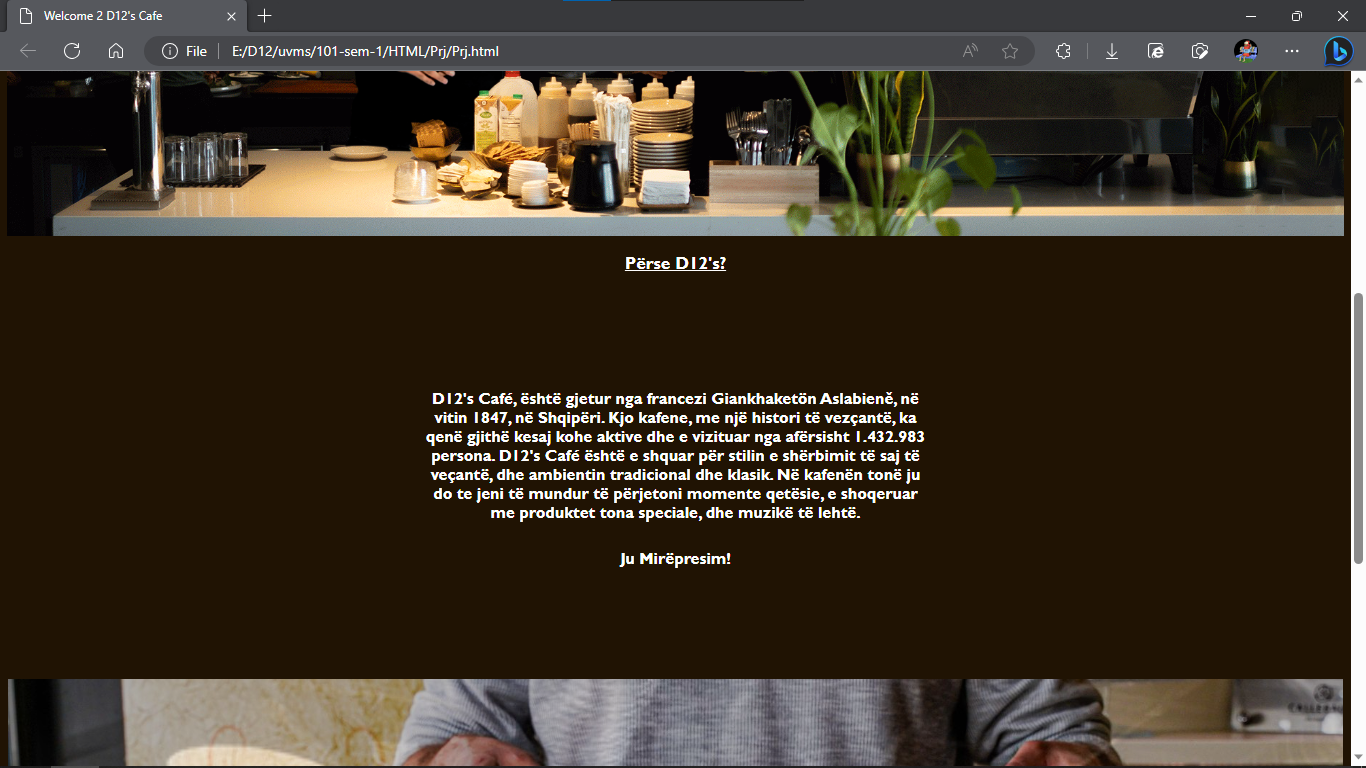 Welcome 2 D12's Cafe
File
E:/D12/uvms/101-sem-1/HTML/Prj/Prj.html
Përse D12's?
D12's Café, është gjetur nga francezi Giankhaketön Aslabieně, në
vitin 1847, në Shqipëri. Kjo kafene, me një histori të vezçantë, ka
qenë gjithë kesaj kohe aktive dhe e vizituar nga afërsisht 1.432.983
persona. D12's Café është e shquar për stilin e shërbimit të saj të
veçantë, dhe ambientin tradicional dhe klasik. Në kafenën tonë ju
do te jeni të mundur të përjetoni momente qetësie, e shoqeruar
me produktet tona speciale, dhe muzikë të lehtë.
Ju Mirëpresim!